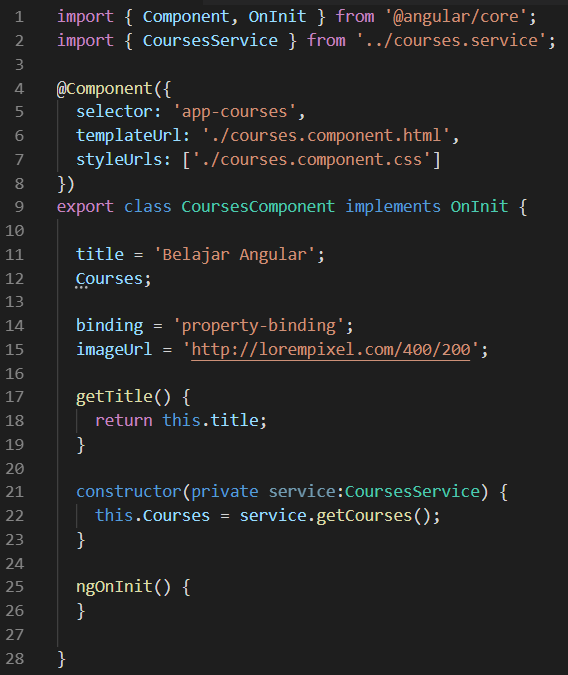 1 import { Component, OnInit } from '@angular/core';
2 import { CoursesService } from '../courses.service';
3
4 @Component({
5   selector: 'app-courses',
6   templateUrl: './courses.component.html',
7   styleUrls: ['./courses.component.css']
8 })
9 export class CoursesComponent implements OnInit {
10
11   title = 'Belajar Angular';
12   Courses;
13
14   binding = 'property-binding';
15   imageUrl = 'http://lorempixel.com/400/200';
16
17   getTitle() {
18     return this.title;
19   }
20
21   constructor(private service:CoursesService) {
22     this.Courses = service.getCourses();
23   }
24
25   ngOnInit() {
26   }
27
28 }